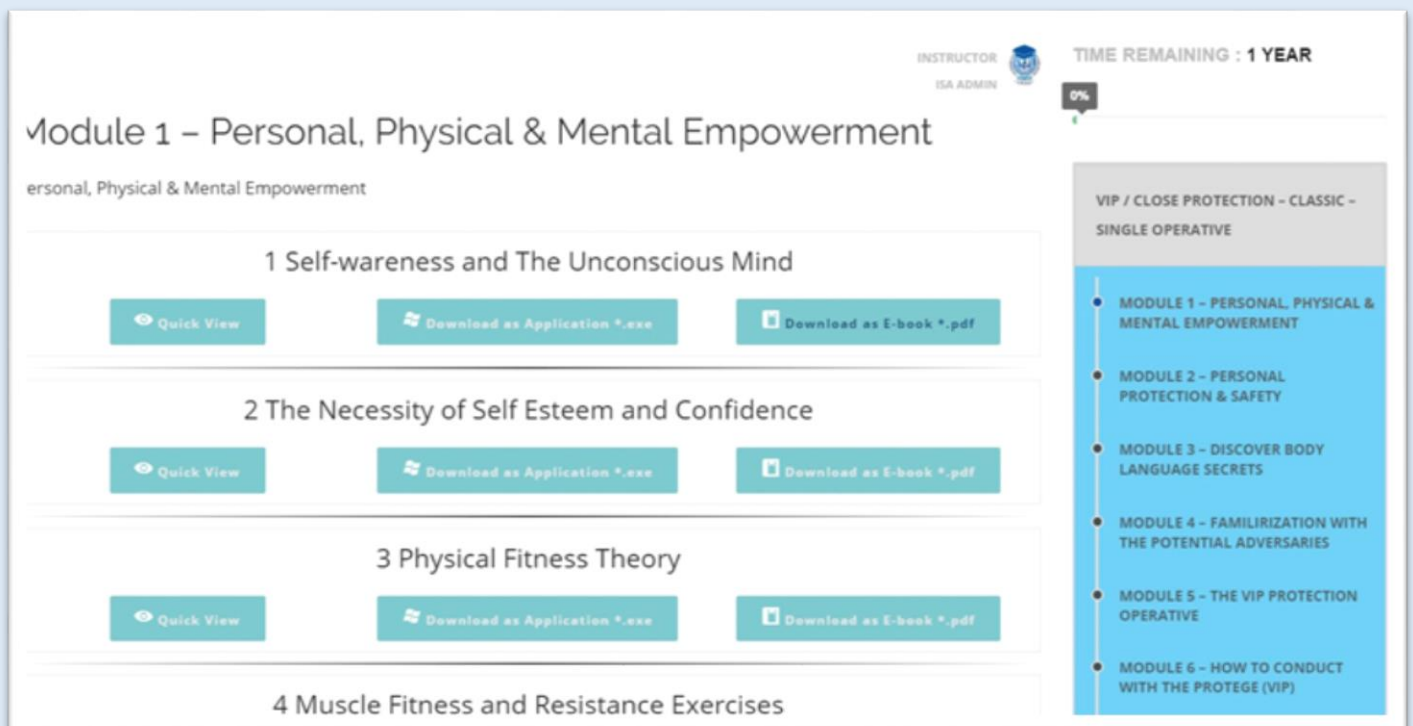 INSTRUCTOR
ISA ADMIN
TIME REMAINING : 1 YEAR
0%
Module 1 – Personal, Physical & Mental Empowerment
ersonal, Physical & Mental Empowerment
1 Self-wareness and The Unconscious Mind
Quick View
Download as Application *.exe
Download as E-book *.pdf
2 The Necessity of Self Esteem and Confidence
Quick View
Download as Application *.exe
Download as E-book *.pdf
3 Physical Fitness Theory
Quick View
Download as Application *.exe
Download as E-book *.pdf
4 Muscle Fitness and Resistance Exercises
VIP / CLOSE PROTECTION – CLASSIC –
SINGLE OPERATIVE
MODULE 1 – PERSONAL, PHYSICAL &
MENTAL EMPOWERMENT
MODULE 2 – PERSONAL
PROTECTION & SAFETY
MODULE 3 – DISCOVER BODY
LANGUAGE SECRETS
MODULE 4 – FAMILIRIZATION WITH
THE POTENTIAL ADVERSARIES
MODULE 5 – THE VIP PROTECTION
OPERATIVE
MODULE 6 – HOW TO CONDUCT
WITH THE PROTEGE (VIP)